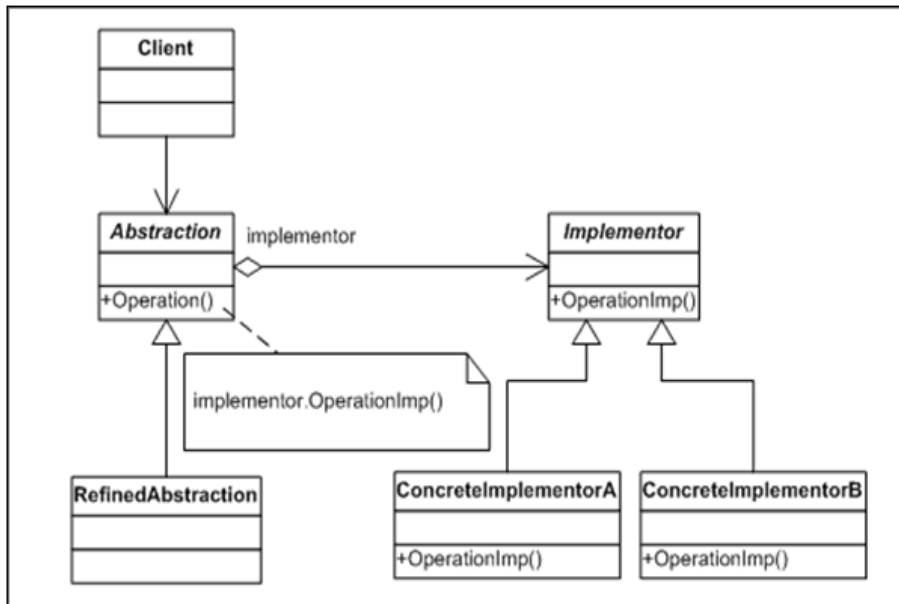 Client
Abstraction
implementor
Implementor
+Operation()
+OperationImp()
implementor.OperationImp()
RefinedAbstraction
ConcreteImplementorA
ConcreteImplementorB
+OperationImp()
+OperationImp()